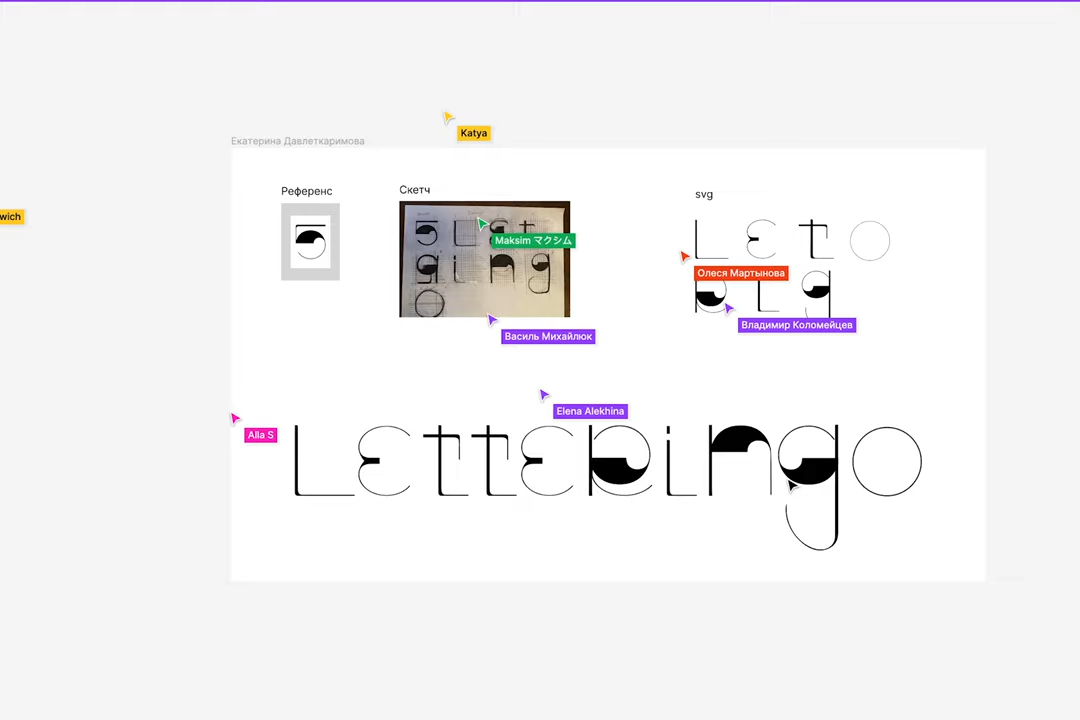 Katya
Екатерина Давлеткаримова
wich
Референс
Скетч
svg
5
Maksim マクシム
L E t O
Олеся Мартынова
Владимир Коломейцев
Василь Михайлюк
Elena Alekhina
Alla S
LEttERingO